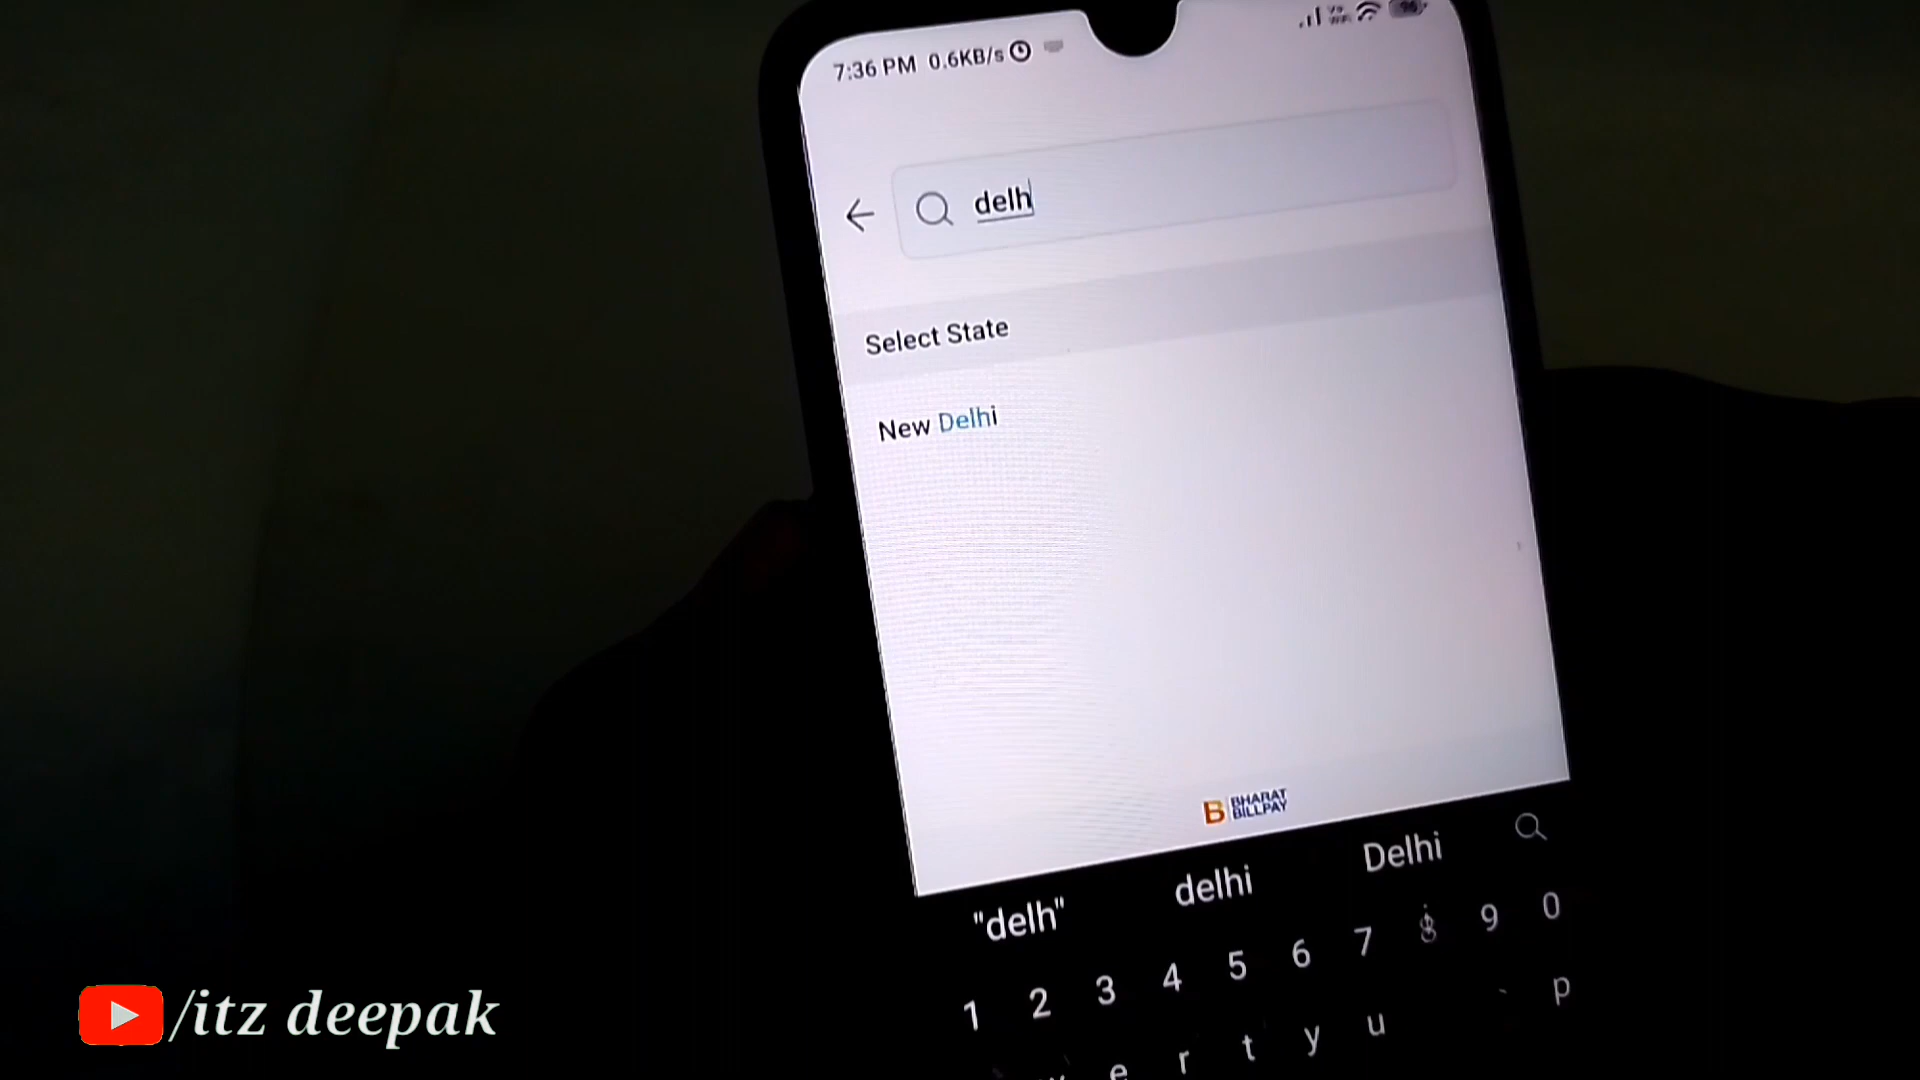 7:36 PM 0.6KB/s
96
delh
Select State
New Delhi
BHARAT
BILLPAY
"delh" delhi Delhi
1 2 3 4 5 6 7 8 9 0
e r t y u p
/itz deepak